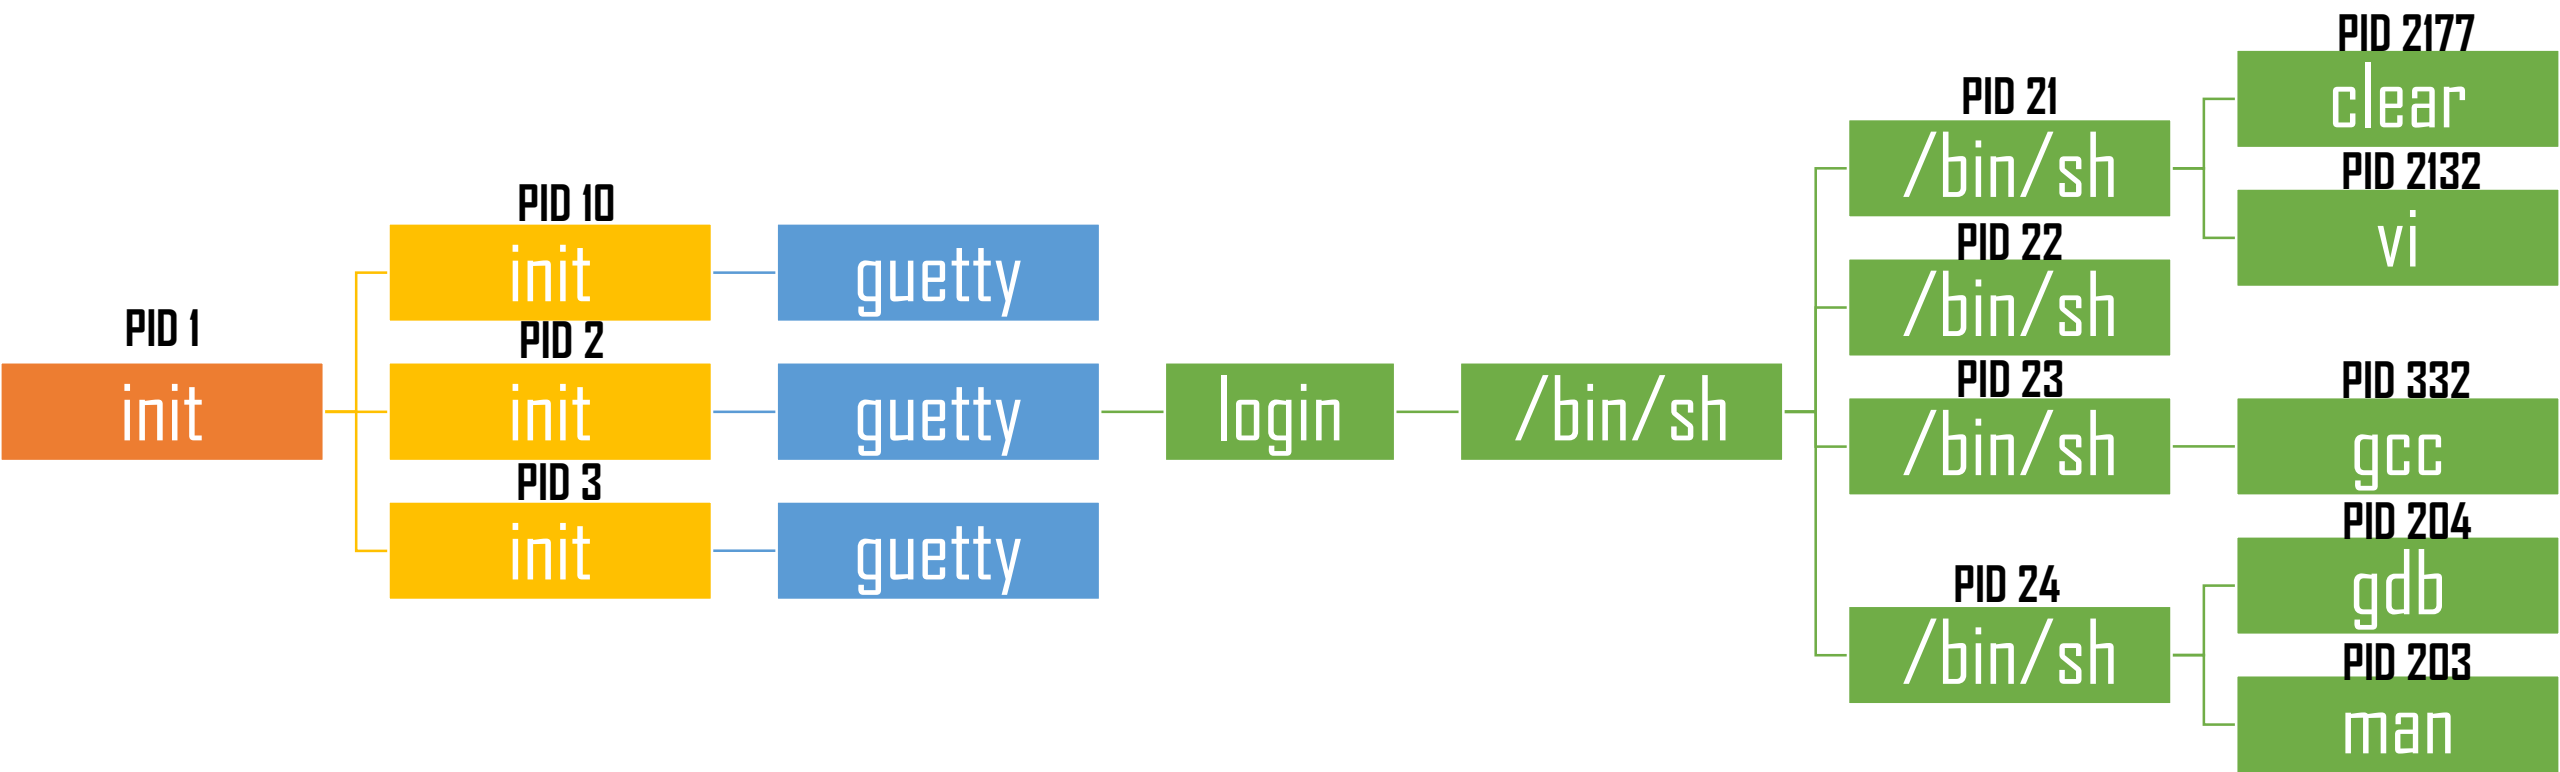 PID 1
init
PID 10
init
guetty
PID 2
init
guetty
login
/bin/sh
PID 3
init
guetty
PID 21
/bin/sh
PID 2177
clear
PID 2132
vi
PID 22
/bin/sh
PID 23
/bin/sh
PID 332
gcc
PID 24
/bin/sh
PID 204
gdb
PID 203
man